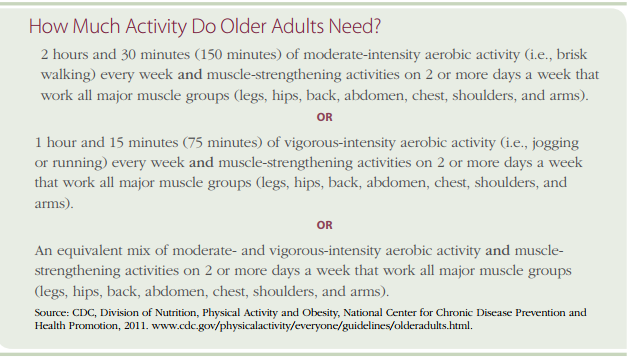 How Much Activity Do Older Adults Need?
2 hours and 30 minutes (150 minutes) of moderate-intensity aerobic activity (i.e., brisk
walking) every week and muscle-strengthening activities on 2 or more days a week that
work all major muscle groups (legs, hips, back, abdomen, chest, shoulders, and arms).
OR
1 hour and 15 minutes (75 minutes) of vigorous-intensity aerobic activity (i.e., jogging
or running) every week and muscle-strengthening activities on 2 or more days a week
that work all major muscle groups (legs, hips, back, abdomen, chest, shoulders, and
arms).
OR
An equivalent mix of moderate- and vigorous-intensity aerobic activity and muscle-
strengthening activities on 2 or more days a week that work all major muscle groups
(legs, hips, back, abdomen, chest, shoulders, and arms).
Source: CDC, Division of Nutrition, Physical Activity and Obesity, National Center for Chronic Disease Prevention and
Health Promotion, 2011. www.cdc.gov/physicalactivity/everyone/guidelines/olderadults.html.